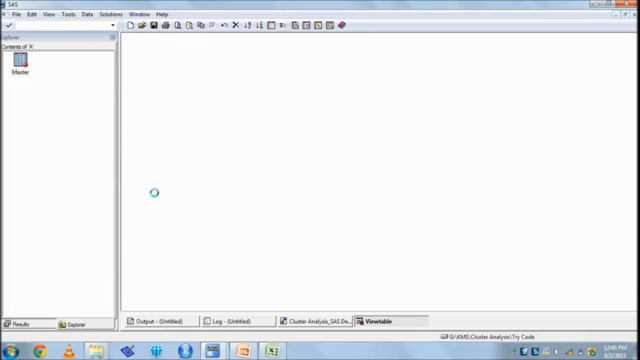 SAS
File Edit View Tools Data Solutions Window Help
Explorer
Contents of 'X'
Master
Results
Explorer
Output - (Untitled)
Log - (Untitled)
Cluster Analysis_SAS De...
Viewtable
G:\KMS\Cluster Analysis\Try Code
12:00 PM
8/2/2015